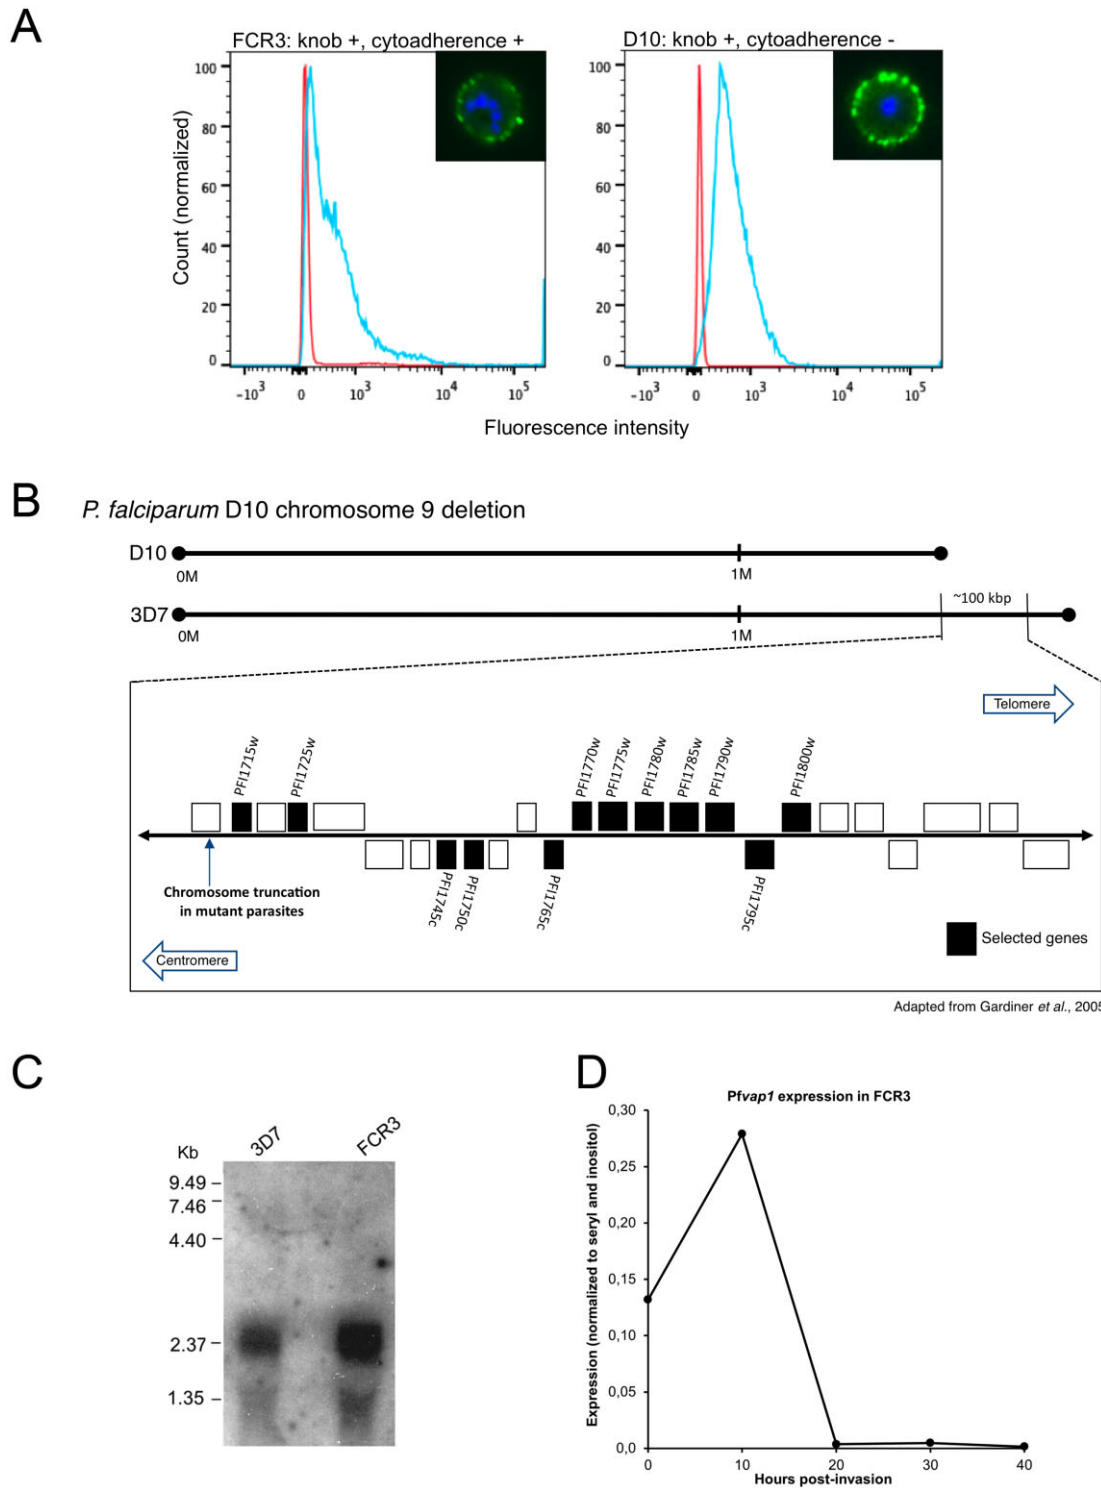 A
FCR3: knob +, cytoadherence +
D10: knob +, cytoadherence -
Count (normalized)
100
80
60
40
20
0
-10³ 0 10³ 10⁴ 10⁵
100
80
60
40
20
0
-10³ 0 10³ 10⁴ 10⁵
Fluorescence intensity
B
P. falciparum D10 chromosome 9 deletion
D10
0M 1M
3D7
0M 1M
~100 kbp
Telomere
PFI1715w
PFI1725w
PFI1770w
PFI1775w
PFI1780w
PFI1785w
PFI1790w
PFI1800w
Chromosome truncation
in mutant parasites
PFI1745c
PFI1750c
PFI1765c
PFI1795c
Selected genes
Centromere
Adapted from Gardiner et al., 2005
C
Kb
3D7
FCR3
9.49
7.46
4.40
2.37
1.35
D
Pfvap1 expression in FCR3
Expression (normalized to seryl and inositol)
0,30
0,25
0,20
0,15
0,10
0,05
0,0
0 10 20 30 40
Hours post-invasion